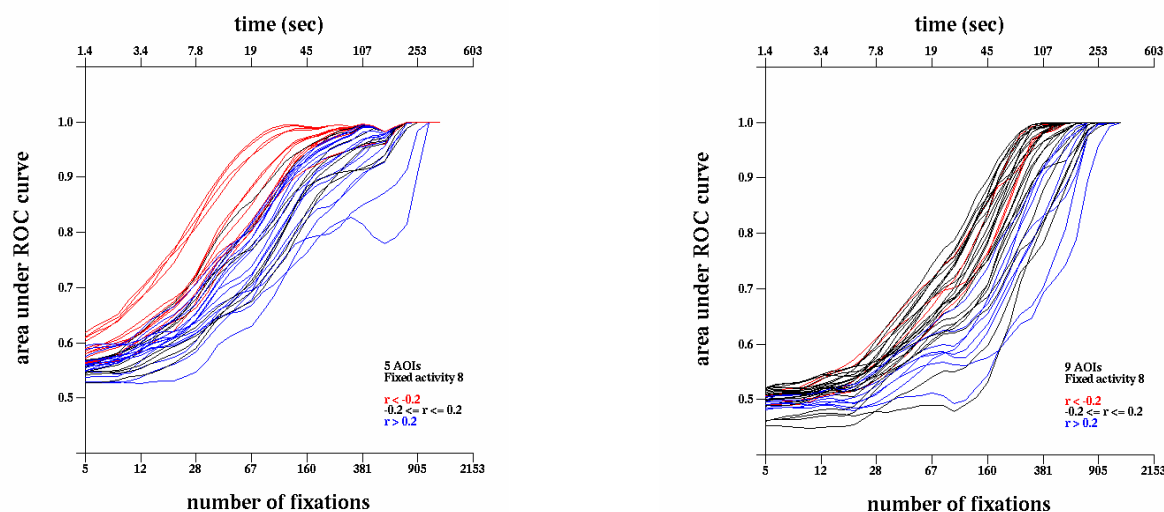 time (sec)
1.4 3.4 7.8 19 45 107 253 603
1.0
0.9
0.8
0.7
0.6
0.5
area under ROC curve
5 AOIs
Fixed activity 8
r < -0.2
-0.2 <= r <= 0.2
r > 0.2
5 12 28 67 160 381 905 2153
number of fixations
time (sec)
1.4 3.4 7.8 19 45 107 253 603
1.0
0.9
0.8
0.7
0.6
0.5
area under ROC curve
9 AOIs
Fixed activity 8
r < -0.2
-0.2 <= r <= 0.2
r > 0.2
5 12 28 67 160 381 905 2153
number of fixations